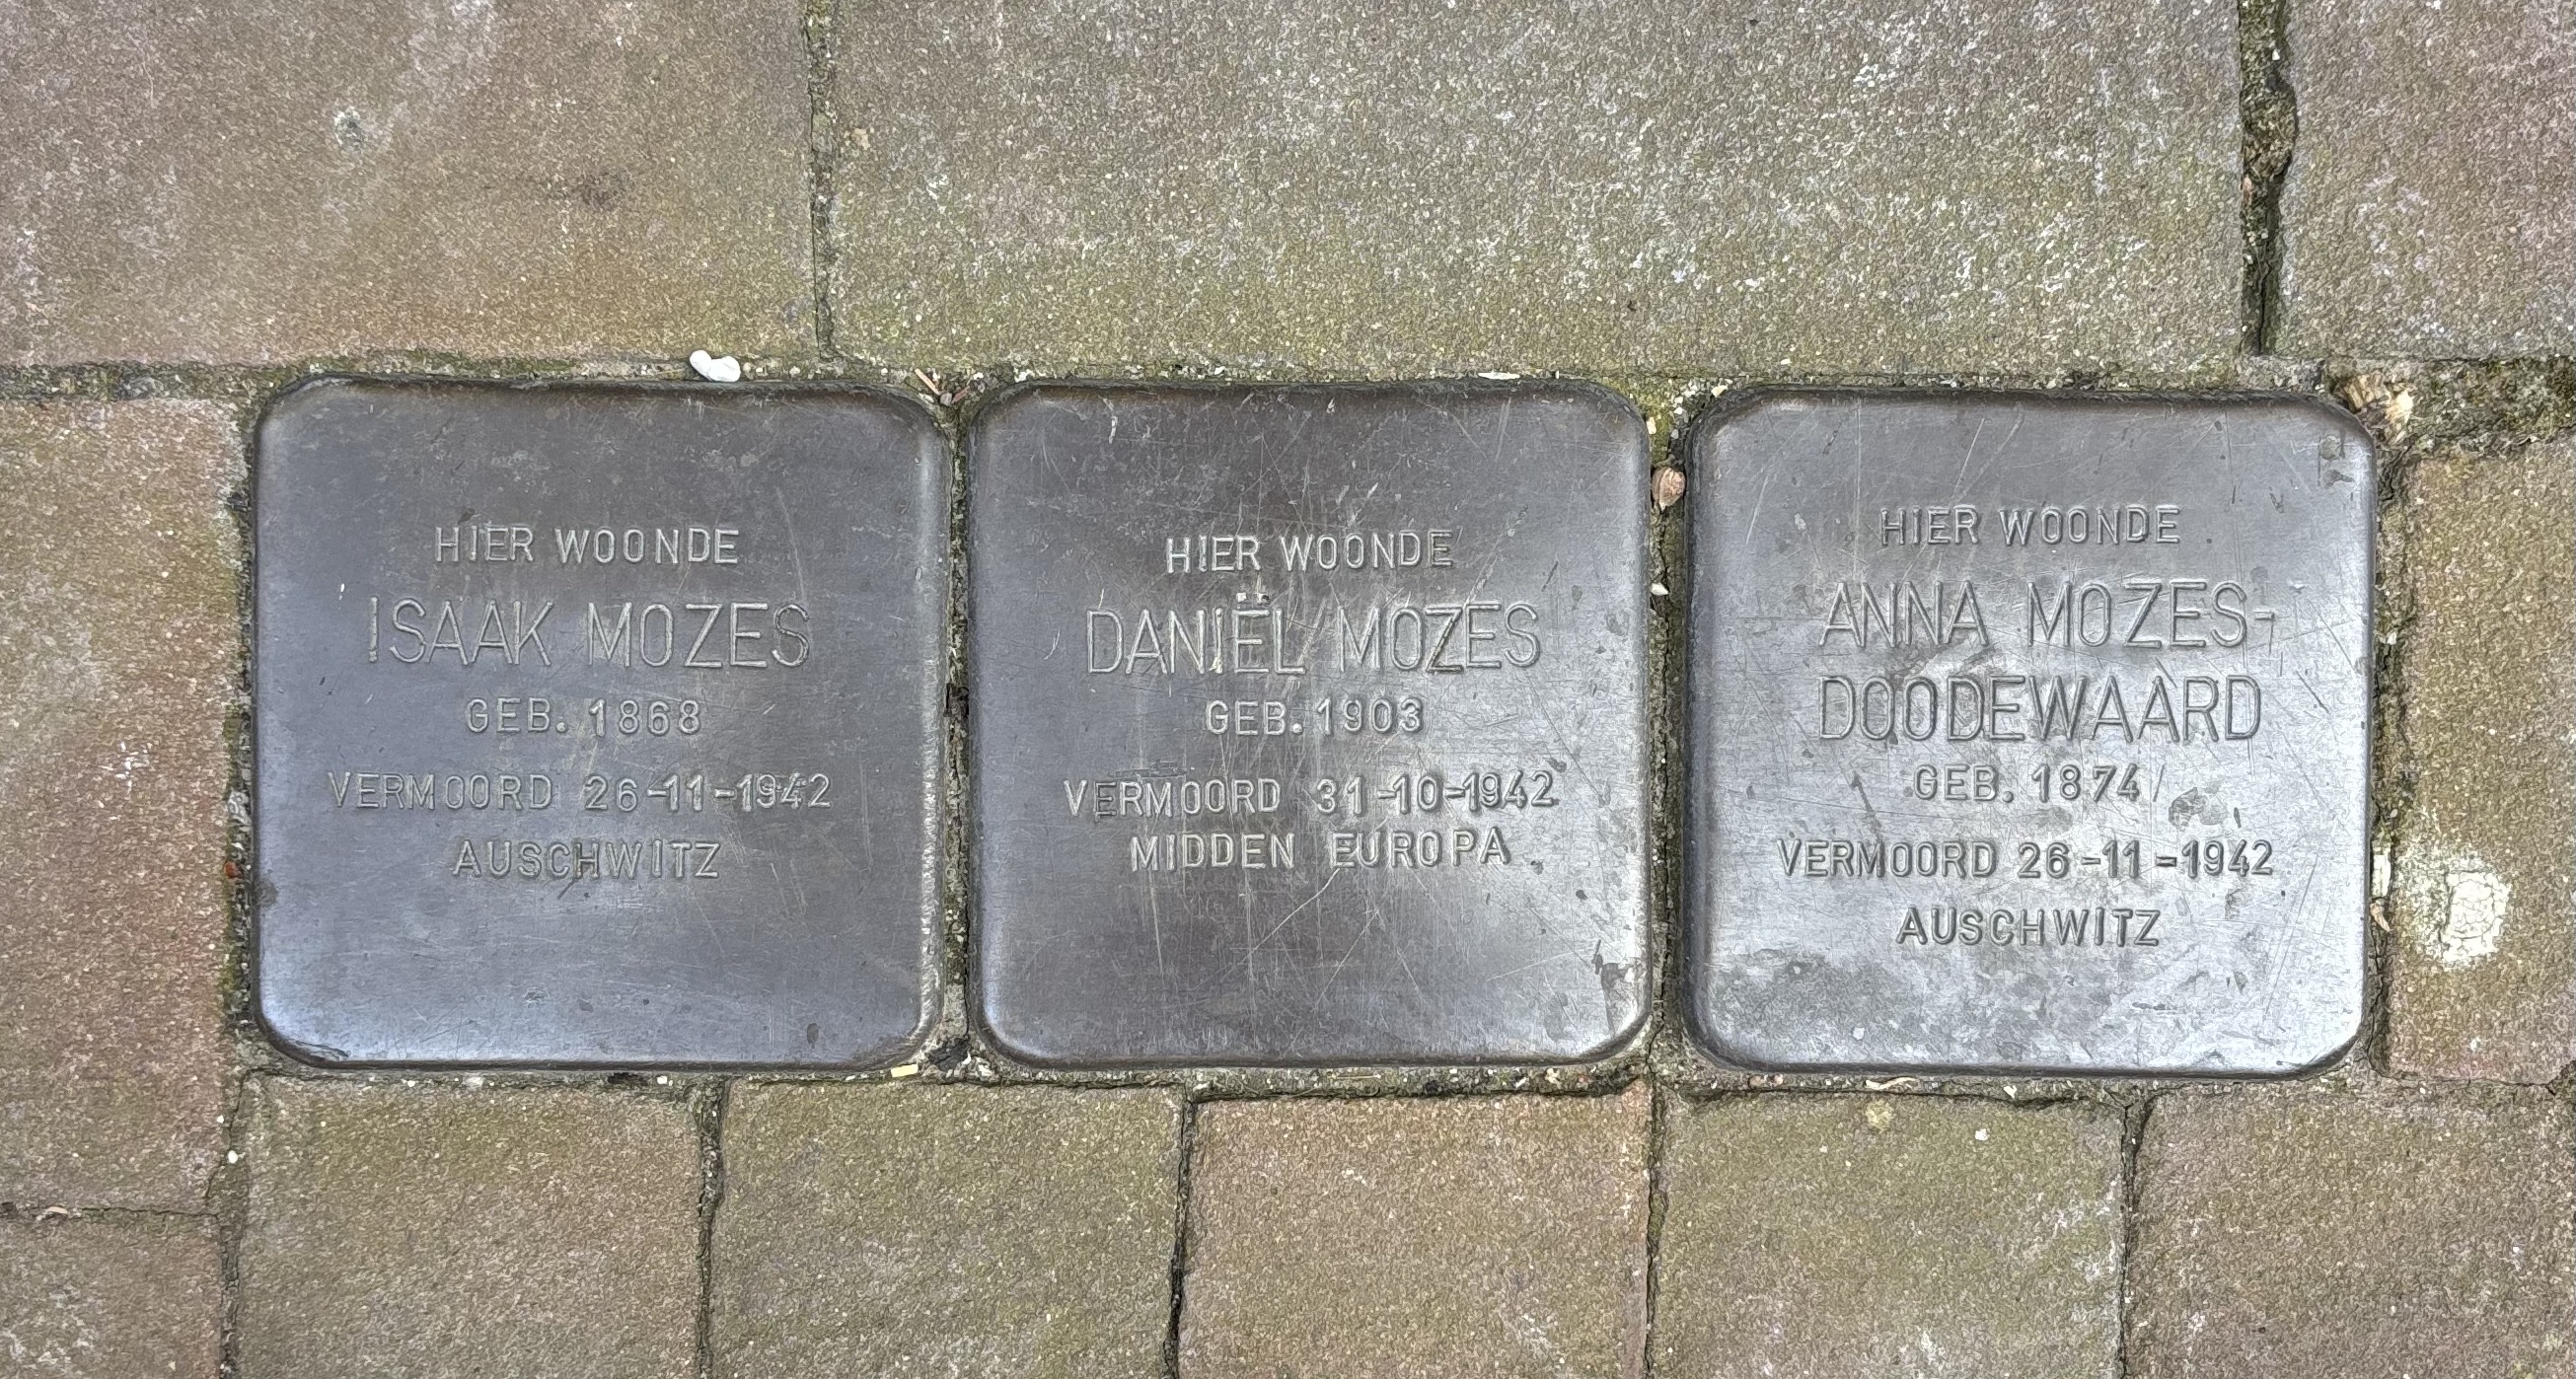 HIER WOONDE
ISAAK MOZES
GEB. 1868
VERMOORD 26-11-1942
AUSCHWITZ
HIER WOONDE
DANIËL MOZES
GEB. 1903
VERMOORD 31-10-1942
MIDDEN EUROPA
HIER WOONDE
ANNA MOZES-
DOODEWAARD
GEB. 1874
VERMOORD 26-11-1942
AUSCHWITZ